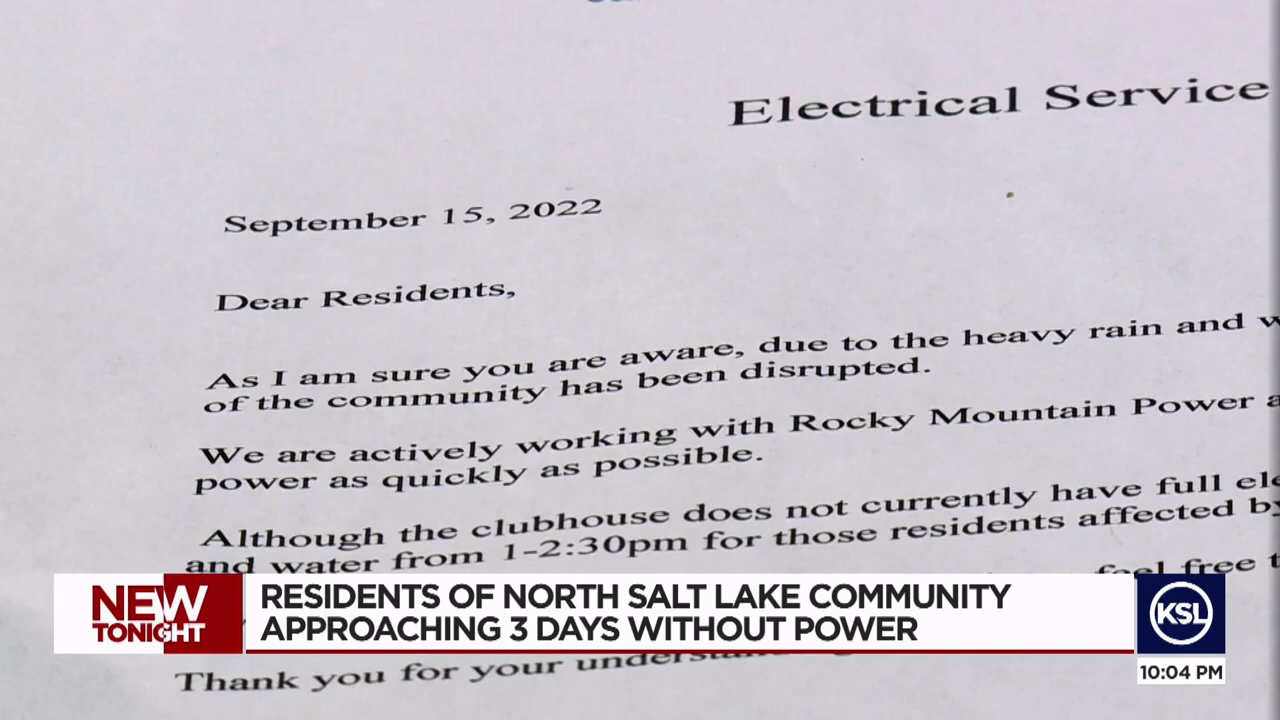 Electrical Service
September 15, 2022
Dear Residents,
As I am sure you are aware, due to the heavy rain and
of the community has been disrupted.
We are actively working with Rocky Mountain Power
power as quickly as possible.
Although the clubhouse does not currently have full
and water from 1-2:30pm for those residents affected by
feel free
Thank you for your
NEW
TONIGHT
RESIDENTS OF NORTH SALT LAKE COMMUNITY
APPROACHING 3 DAYS WITHOUT POWER
KSL
10:04 PM